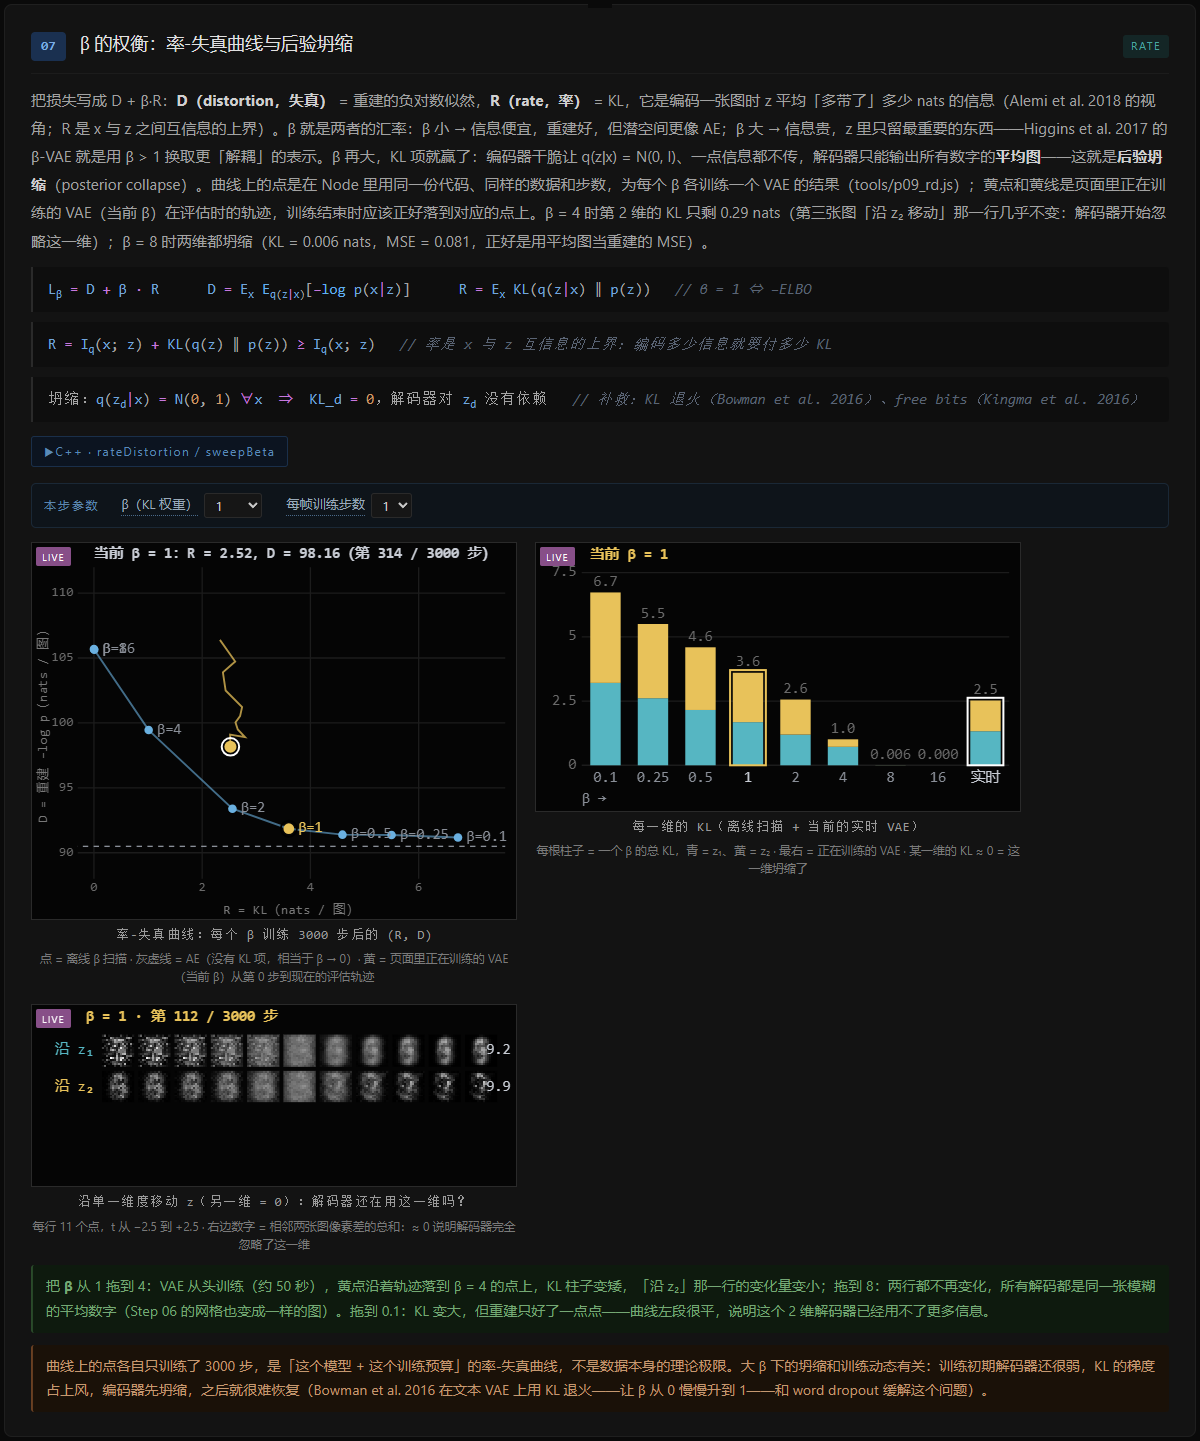 07 β 的权衡：率-失真曲线与后验坍缩 RATE
把损失写成 D + β·R：D（distortion，失真） = 重建的负对数似然，R（rate，率） = KL，它是编码一张图时 z 平均「多带了」多少 nats 的信息（Alemi et al. 2018 的视
角；R 是 x 与 z 之间互信息的上界）。β 就是两者的汇率：β 小 → 信息便宜，重建好，但潜空间更像 AE；β 大 → 信息贵，z 里只留最重要的东西——Higgins et al. 2017 的
β-VAE 就是用 β > 1 换取更「解耦」的表示。β 再大，KL 项就赢了：编码器干脆让 q(z|x) = N(0, I)、一点信息都不传，解码器只能输出所有数字的平均图——这就是后验坍
缩（posterior collapse）。曲线上的点是在 Node 里用同一份代码、同样的数据和步数，为每个 β 各训练一个 VAE 的结果（tools/p09_rd.js）；黄点和黄线是页面里正在训
练的 VAE（当前 β）在评估时的轨迹，训练结束时应该正好落到对应的点上。β = 4 时第 2 维的 KL 只剩 0.29 nats（第三张图「沿 z₂ 移动」那一行几乎不变：解码器开始忽
略这一维）；β = 8 时两维都坍缩（KL = 0.006 nats，MSE = 0.081，正好是用平均图当重建的 MSE）。
Lβ = D + β · R D = Ex Eq(z|x)[−log p(x|z)] R = Ex KL(q(z|x) ‖ p(z)) // β = 1 ⇔ −ELBO
R = Iq(x; z) + KL(q(z) ‖ p(z)) ≥ Iq(x; z) // 率是 x 与 z 互信息的上界：编码多少信息就要付多少 KL
坍缩：q(zd|x) = N(0, 1) ∀x ⇒ KL_d = 0，解码器对 zd 没有依赖 // 补救：KL 退火（Bowman et al. 2016）、free bits（Kingma et al. 2016）
▶C++ · rateDistortion / sweepBeta
本步参数 β（KL 权重） 1 每帧训练步数 1
LIVE 当前 β = 1：R = 2.52, D = 98.16 (第 314 / 3000 步)
110
105
100
95
90
D = 重建 −log p (nats / 图)
β=16
β=4
β=2
β=1
β=0.5
β=0.25
β=0.1
0 2 4 6
R = KL (nats / 图)
率-失真曲线：每个 β 训练 3000 步后的 (R, D)
点 = 离线 β 扫描 · 灰虚线 = AE（没有 KL 项，相当于 β → 0）· 黄 = 页面里正在训练的 VAE
（当前 β）从第 0 步到现在的评估轨迹
LIVE 当前 β = 1
7.5
5
2.5
0
6.7 5.5 4.6 3.6 2.6 1.0 0.006 0.000 2.5
0.1 0.25 0.5 1 2 4 8 16 实时
β →
每一维的 KL（离线扫描 + 当前的实时 VAE）
每根柱子 = 一个 β 的总 KL，青 = z₁、黄 = z₂ · 最右 = 正在训练的 VAE · 某一维的 KL ≈ 0 = 这
一维坍缩了
LIVE β = 1 · 第 112 / 3000 步
沿 z₁ 9.2
沿 z₂ 9.9
沿单一维度移动 z（另一维 = 0）：解码器还在用这一维吗？
每行 11 个点，t 从 −2.5 到 +2.5 · 右边数字 = 相邻两张图像素差的总和：≈ 0 说明解码器完全
忽略了这一维
把 β 从 1 拖到 4：VAE 从头训练（约 50 秒），黄点沿着轨迹落到 β = 4 的点上，KL 柱子变矮，「沿 z₂」那一行的变化量变小；拖到 8：两行都不再变化，所有解码都是同一张模糊
的平均数字（Step 06 的网格也变成一样的图）。拖到 0.1：KL 变大，但重建只好了一点点——曲线左段很平，说明这个 2 维解码器已经用不了更多信息。
曲线上的点各自只训练了 3000 步，是「这个模型 + 这个训练预算」的率-失真曲线，不是数据本身的理论极限。大 β 下的坍缩和训练动态有关：训练初期解码器还很弱，KL 的梯度
占上风，编码器先坍缩，之后就很难恢复（Bowman et al. 2016 在文本 VAE 上用 KL 退火——让 β 从 0 慢慢升到 1——和 word dropout 缓解这个问题）。